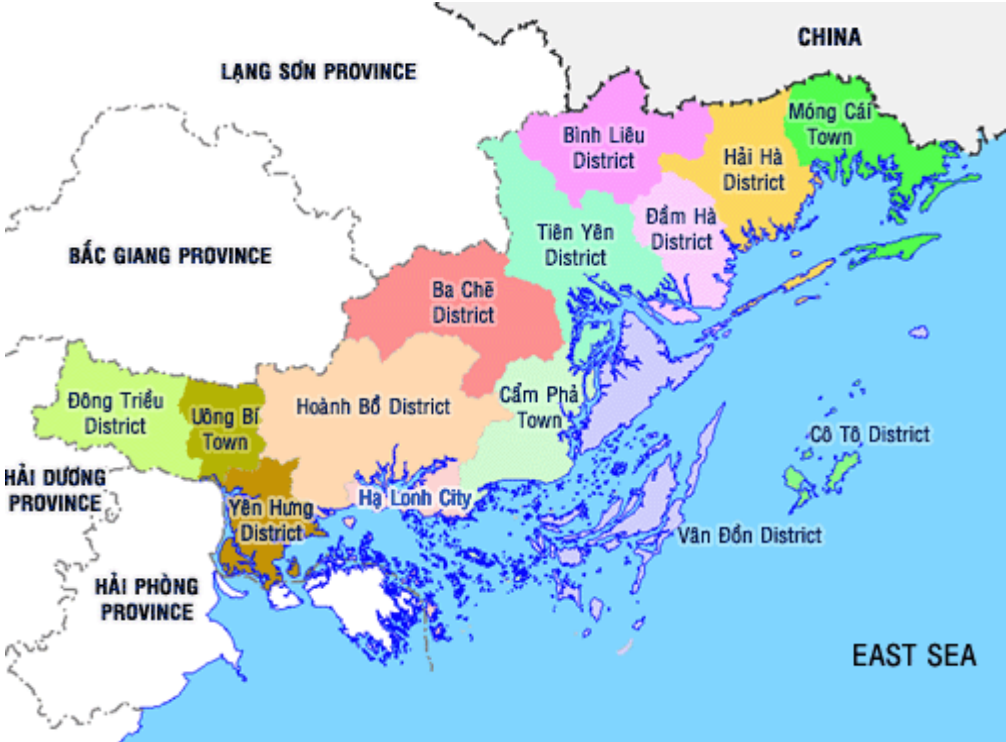 CHINA
LẠNG SƠN PROVINCE
Móng Cái
Town
Bình Liêu
District
Hải Hà
District
Đầm Hà
District
Tiên Yên
District
BẮC GIANG PROVINCE
Ba Chẽ
District
Đông Triều
District
Uông Bí
Town
Hoành Bồ District
Cẩm Phả
Town
Cô Tô District
HẢI DƯƠNG
PROVINCE
Hạ Lonh City
Yên Hưng
District
Vân Đồn District
HẢI PHÒNG
PROVINCE
EAST SEA